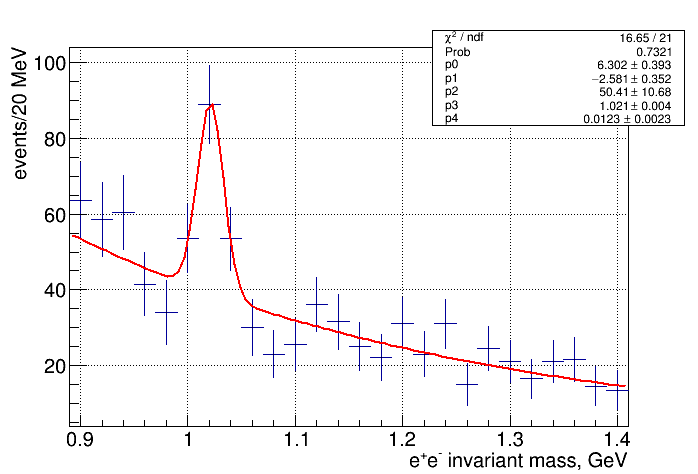 χ² / ndf 16.65 / 21
Prob 0.7321
p0 6.302 ± 0.393
p1 −2.581 ± 0.352
p2 50.41 ± 10.68
p3 1.021 ± 0.004
p4 0.0123 ± 0.0023
events/20 MeV
100
80
60
40
20
0.9 1 1.1 1.2 1.3 1.4
e⁺e⁻ invariant mass, GeV